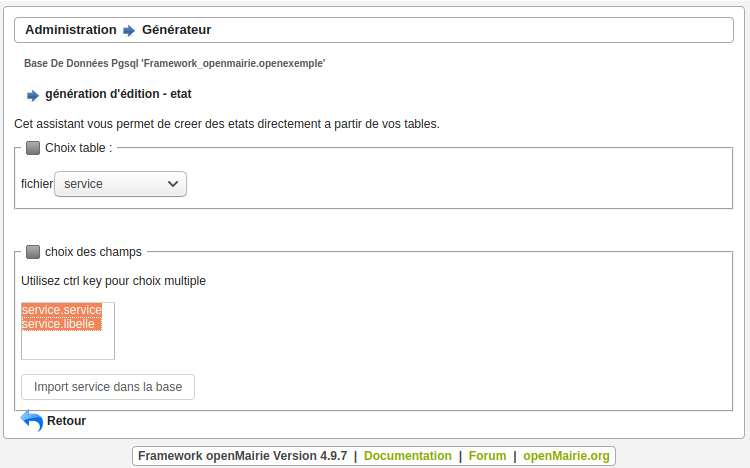 Administration Générateur
Base De Données Pgsql 'Framework_openmairie.openexemple'
génération d'édition - etat
Cet assistant vous permet de creer des etats directement a partir de vos tables.
Choix table :
fichier service
choix des champs
Utilisez ctrl key pour choix multiple
service.service
service.libelle
Import service dans la base
Retour
Framework openMairie Version 4.9.7 | Documentation | Forum | openMairie.org